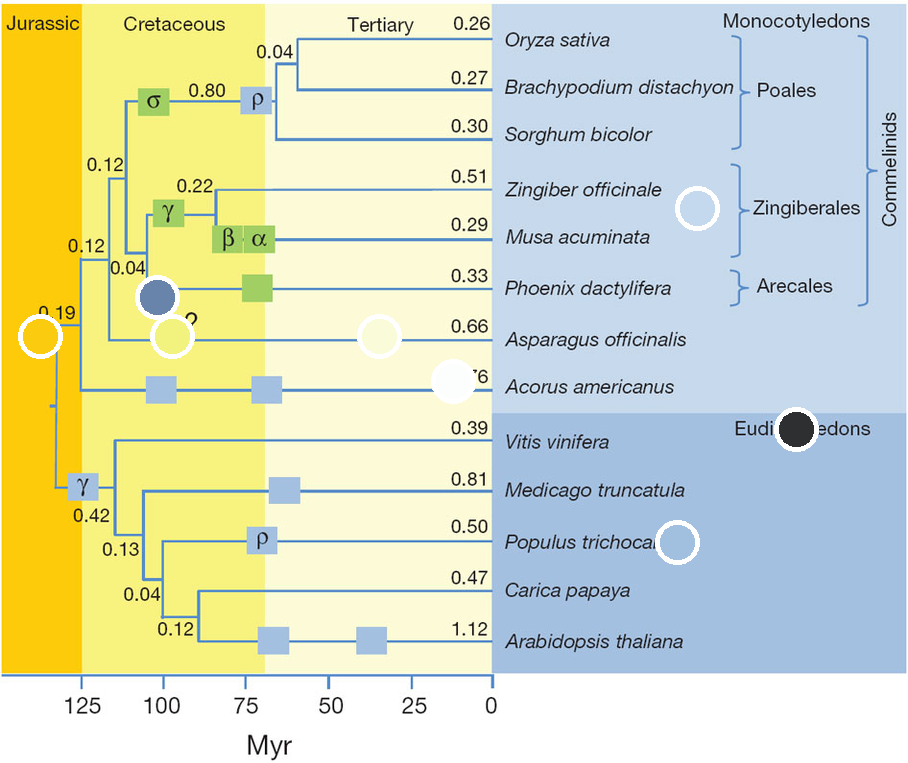 Jurassic Cretaceous Tertiary 0.26 Monocotyledons
Oryza sativa
0.04
0.27
Brachypodium distachyon
Poales
0.80
σ ρ
0.30
Sorghum bicolor
Commelinids
0.12
0.51
Zingiber officinale
0.22
γ
Zingiberales
0.29
β α
Musa acuminata
0.12
0.04
0.33
Phoenix dactylifera
Arecales
0.19
0.66
Asparagus officinalis
Acorus americanus
0.39
Vitis vinifera
γ
0.81
Medicago truncatula
0.42
0.50
ρ
Populus
0.13
0.47
Carica papaya
0.04
0.12
1.12
Arabidopsis thaliana
125 100 75 50 25 0
Myr